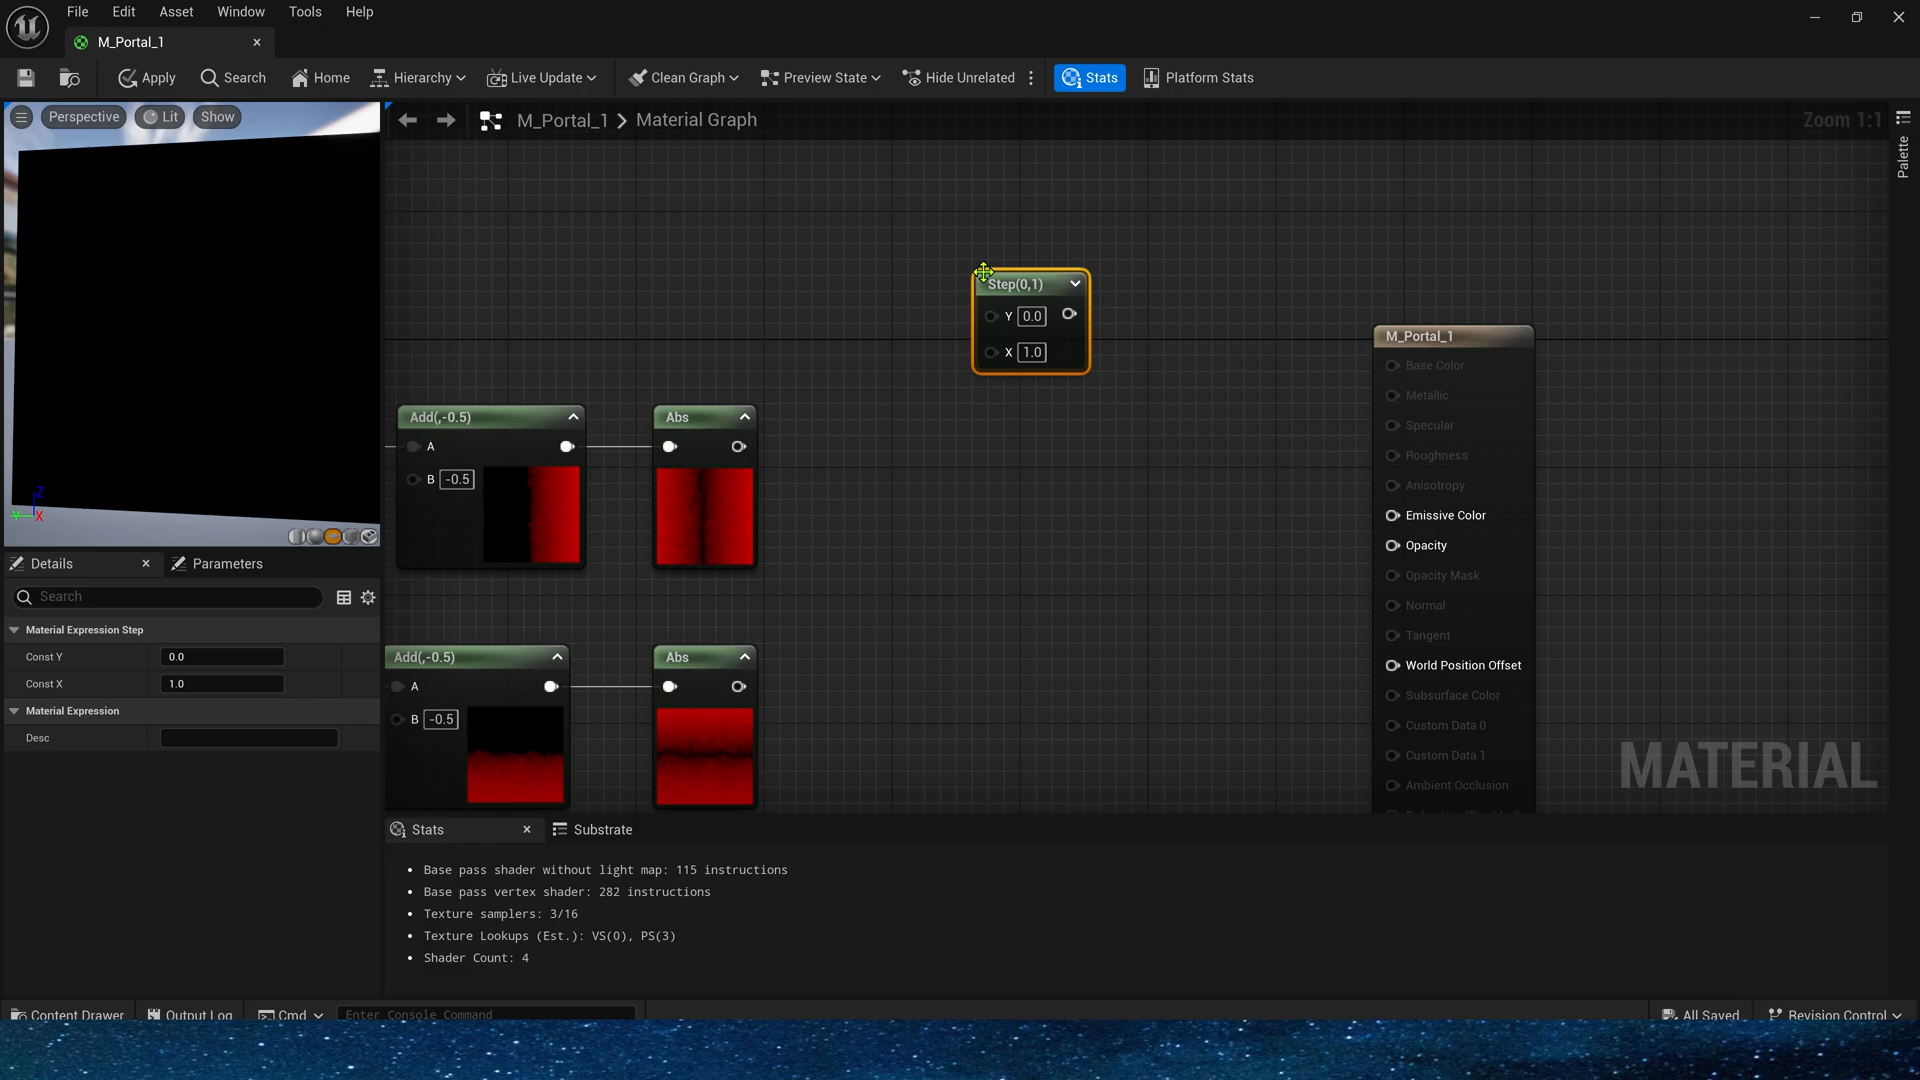 File Edit Asset Window Tools Help
M_Portal_1
Apply Search Home Hierarchy Live Update Clean Graph Preview State Hide Unrelated Stats Platform Stats
Perspective Lit Show
M_Portal_1 > Material Graph
Zoom 1:1
Palette
Step(0,1)
Y 0.0
X 1.0
M_Portal_1
Base Color
Metallic
Specular
Roughness
Anisotropy
Emissive Color
Opacity
Opacity Mask
Normal
Tangent
World Position Offset
Subsurface Color
Custom Data 0
Custom Data 1
Ambient Occlusion
Add(,-0.5)
A
B -0.5
Abs
Add(,-0.5)
A
B -0.5
Abs
MATERIAL
Z
Y X
Details Parameters
Search
Material Expression Step
Const Y 0.0
Const X 1.0
Material Expression
Desc
Stats Substrate
• Base pass shader without light map: 115 instructions
• Base pass vertex shader: 282 instructions
• Texture samplers: 3/16
• Texture Lookups (Est.): VS(0), PS(3)
• Shader Count: 4
Content Drawer Output Log Cmd Enter Console Command All Saved Revision Control